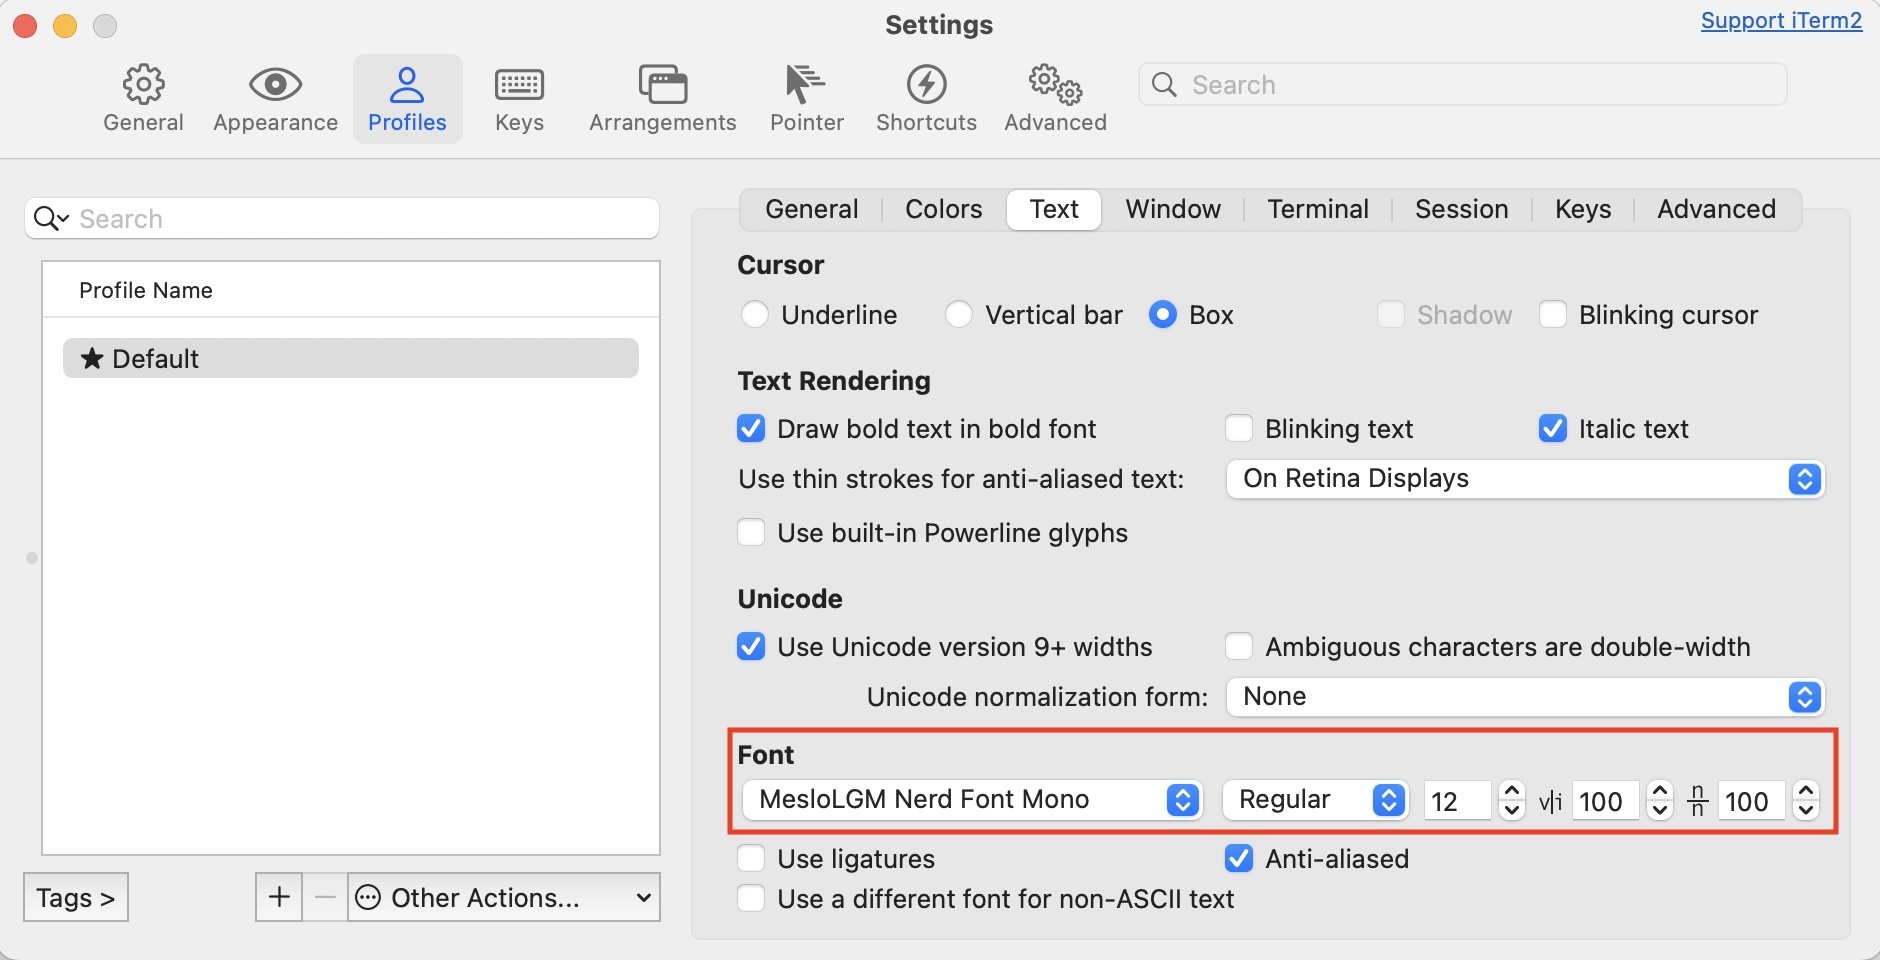 Settings
Support iTerm2
General Appearance Profiles Keys Arrangements Pointer Shortcuts Advanced
Search
Search
Profile Name
★ Default
Tags >
+ − Other Actions...
General Colors Text Window Terminal Session Keys Advanced
Cursor
Underline Vertical bar Box Shadow Blinking cursor
Text Rendering
Draw bold text in bold font Blinking text Italic text
Use thin strokes for anti-aliased text: On Retina Displays
Use built-in Powerline glyphs
Unicode
Use Unicode version 9+ widths Ambiguous characters are double-width
Unicode normalization form: None
Font
MesloLGM Nerd Font Mono Regular 12 v|i 100 n/n 100
Use ligatures Anti-aliased
Use a different font for non-ASCII text